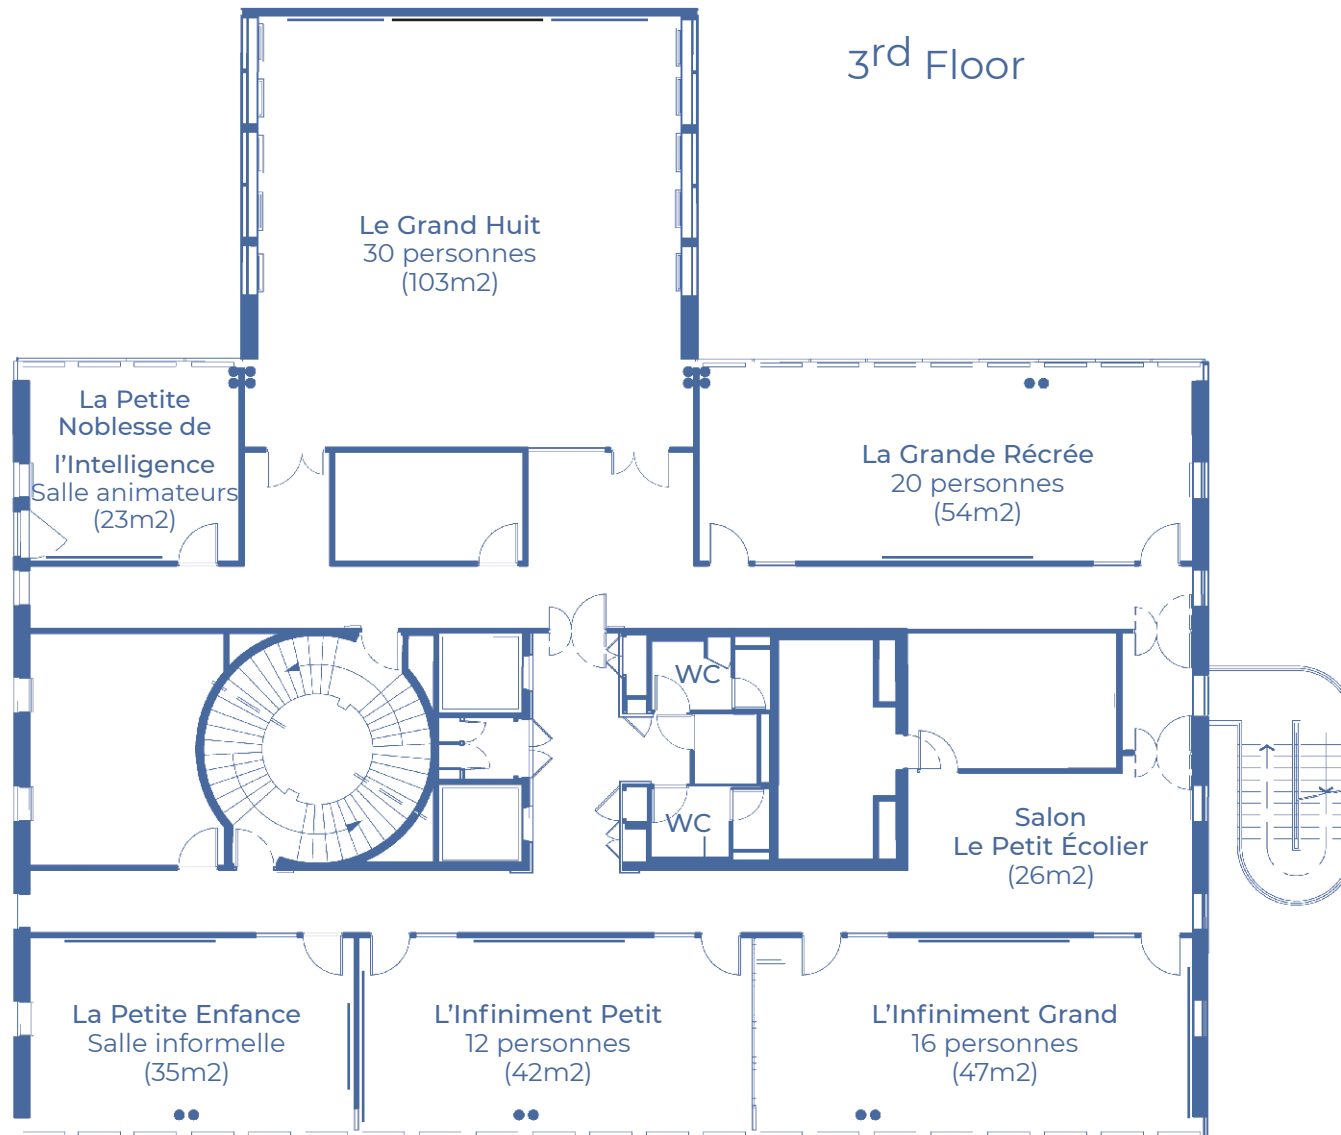 3rd Floor
Le Grand Huit
30 personnes
(103m2)
La Petite
Noblesse de
l’Intelligence
Salle animateurs
(23m2)
La Grande Récrée
20 personnes
(54m2)
WC
WC
Salon
Le Petit Écolier
(26m2)
La Petite Enfance
Salle informelle
(35m2)
L’Infiniment Petit
12 personnes
(42m2)
L’Infiniment Grand
16 personnes
(47m2)